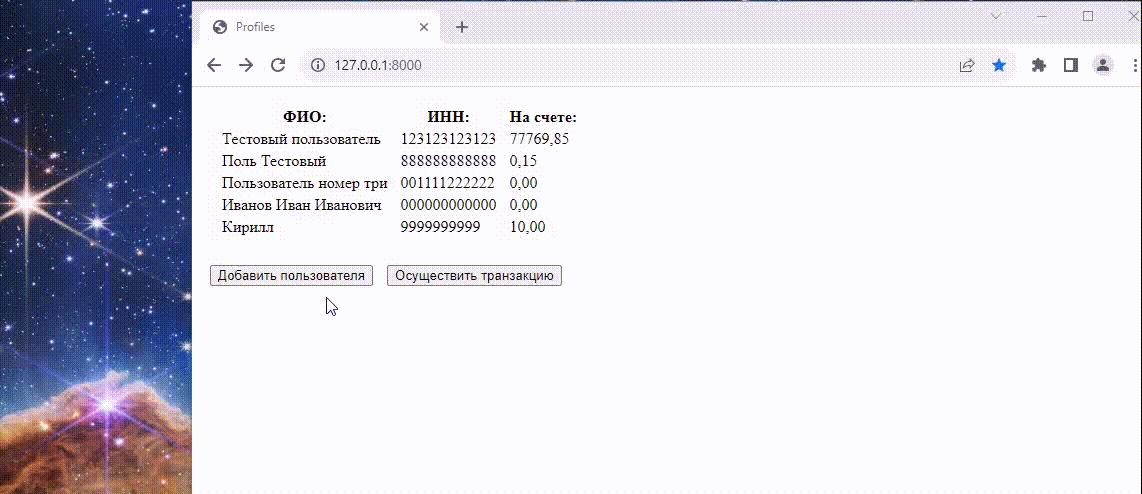 Profiles
127.0.0.1:8000
ФИО: ИНН: На счете:
Тестовый пользователь 123123123123 77769,85
Поль Тестовый 888888888888 0,15
Пользователь номер три 001111222222 0,00
Иванов Иван Иванович 000000000000 0,00
Кирилл 9999999999 10,00
Добавить пользователя Осуществить транзакцию